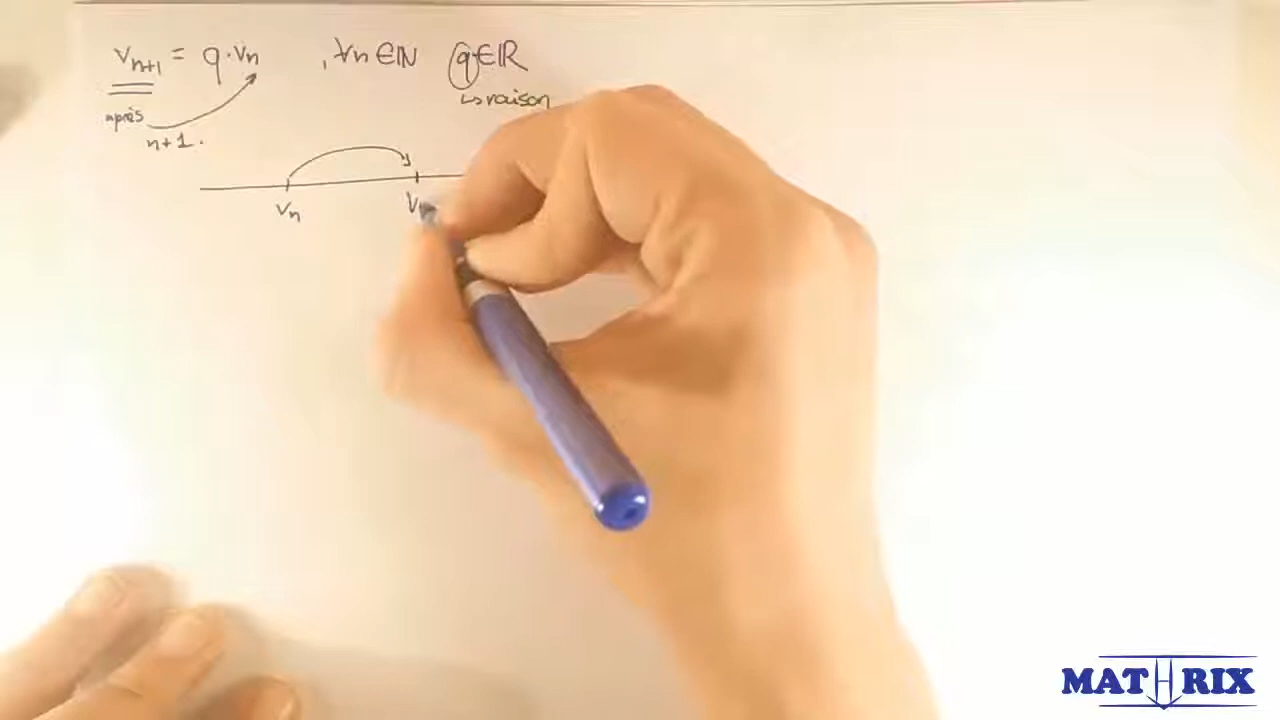 Vn+1 = q·Vn , ∀n∈ℕ q∈ℝ
↳ raison
après
n+1.
Vn V
MATHRIX